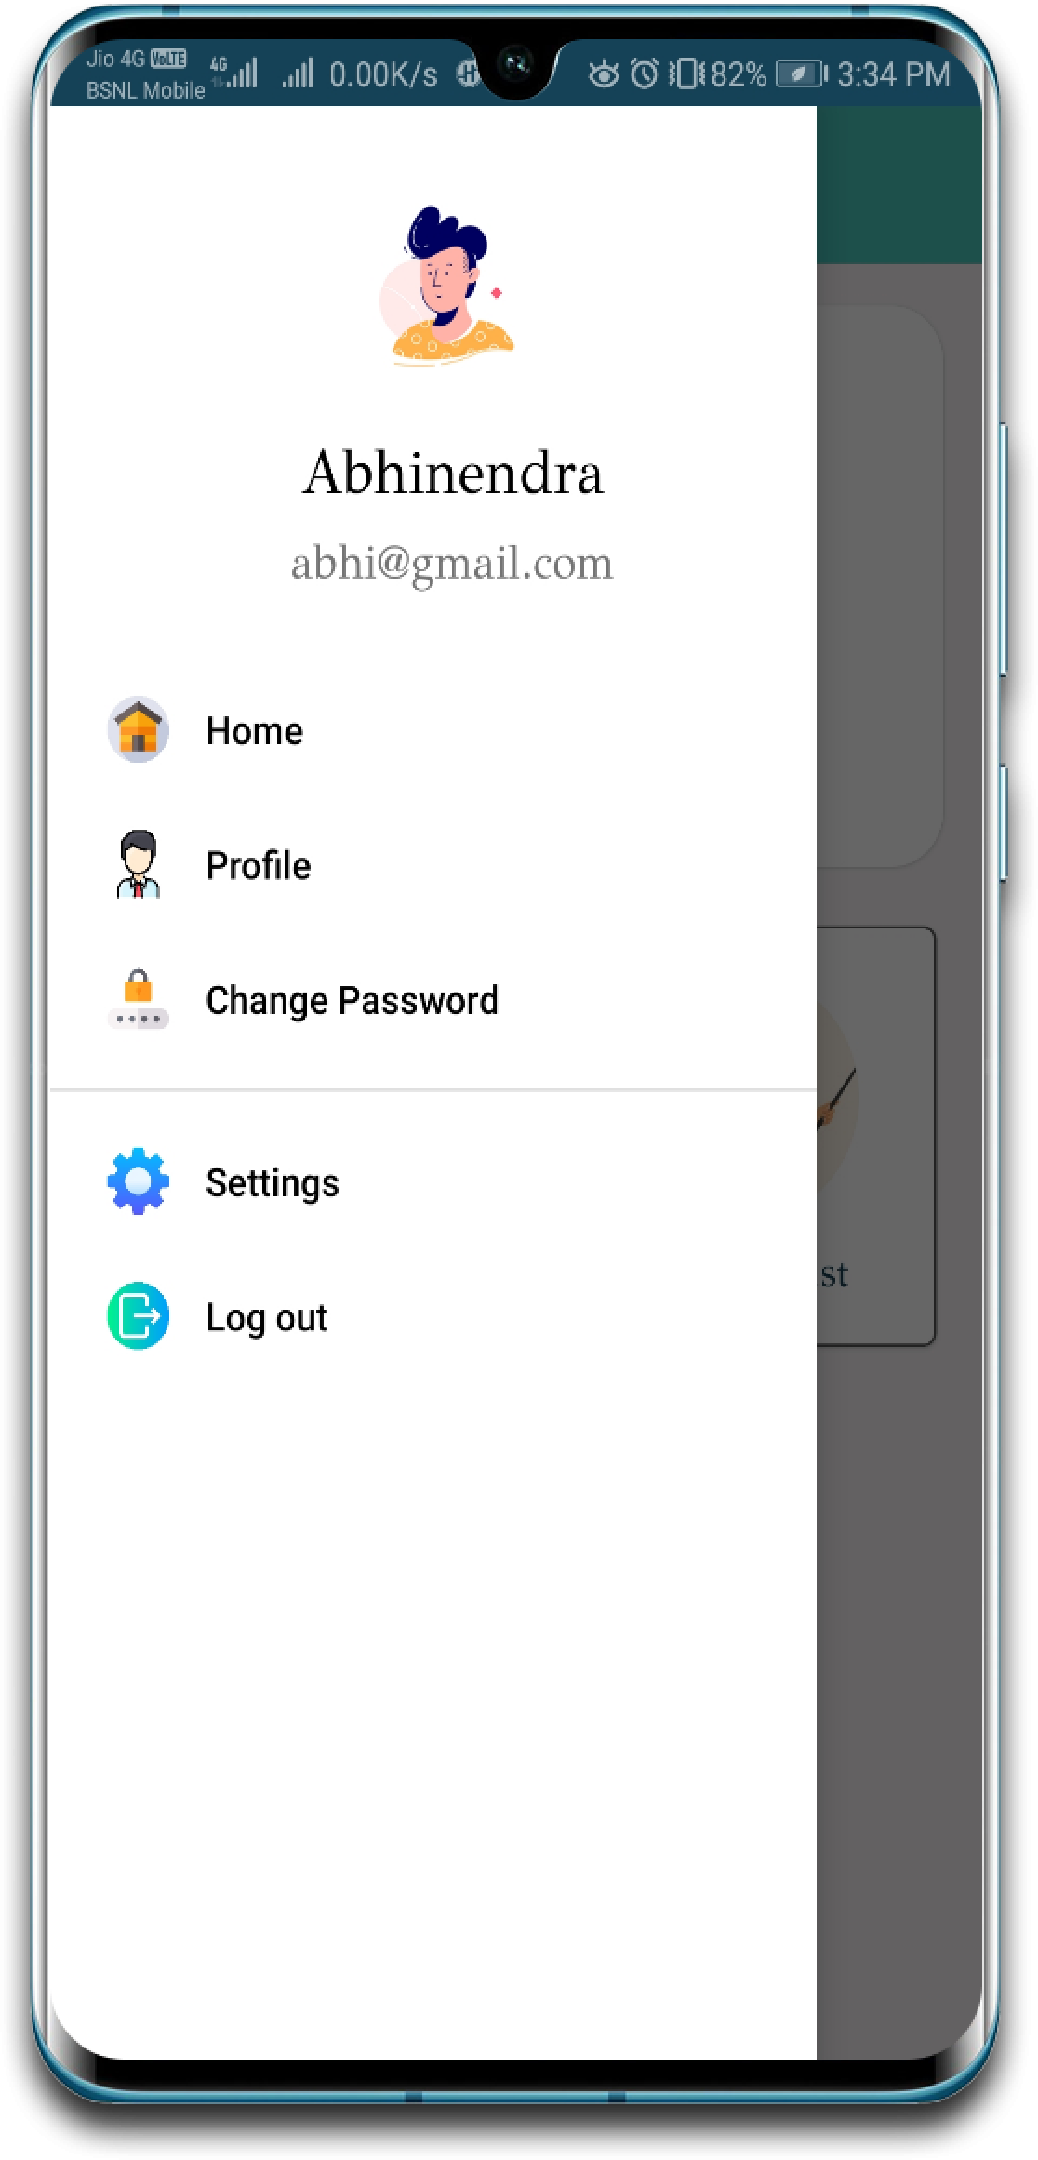 Jio 4G VoLTE 4G 0.00K/s 82% 3:34 PM
BSNL Mobile
Abhinendra
abhi@gmail.com
Home
Profile
Change Password
Settings
Log out
st